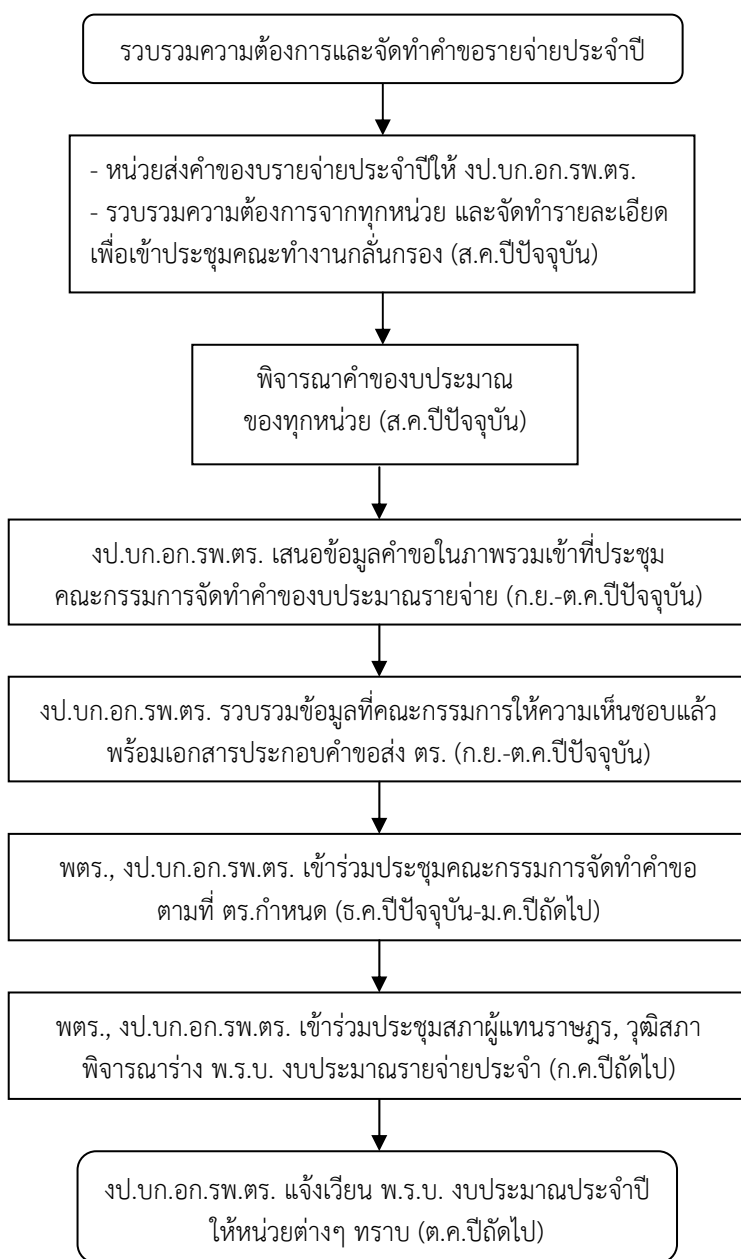 รวบรวมความต้องการและจัดทำคำขอรายจ่ายประจำปี
- หน่วยส่งคำของบรายจ่ายประจำปีให้ งป.บก.อก.รพ.ตร.
- รวบรวมความต้องการจากทุกหน่วย และจัดทำรายละเอียด
เพื่อเข้าประชุมคณะทำงานกลั่นกรอง (ส.ค.ปีปัจจุบัน)
พิจารณาคำของบประมาณ
ของทุกหน่วย (ส.ค.ปีปัจจุบัน)
งป.บก.อก.รพ.ตร. เสนอข้อมูลคำขอในภาพรวมเข้าที่ประชุม
คณะกรรมการจัดทำคำของบประมาณรายจ่าย (ก.ย.-ต.ค.ปีปัจจุบัน)
งป.บก.อก.รพ.ตร. รวบรวมข้อมูลที่คณะกรรมการให้ความเห็นชอบแล้ว
พร้อมเอกสารประกอบคำขอส่ง ตร. (ก.ย.-ต.ค.ปีปัจจุบัน)
พตร., งป.บก.อก.รพ.ตร. เข้าร่วมประชุมคณะกรรมการจัดทำคำขอ
ตามที่ ตร.กำหนด (ธ.ค.ปีปัจจุบัน-ม.ค.ปีถัดไป)
พตร., งป.บก.อก.รพ.ตร. เข้าร่วมประชุมสภาผู้แทนราษฎร, วุฒิสภา
พิจารณาร่าง พ.ร.บ. งบประมาณรายจ่ายประจำ (ก.ค.ปีถัดไป)
งป.บก.อก.รพ.ตร. แจ้งเวียน พ.ร.บ. งบประมาณประจำปี
ให้หน่วยต่างๆ ทราบ (ต.ค.ปีถัดไป)